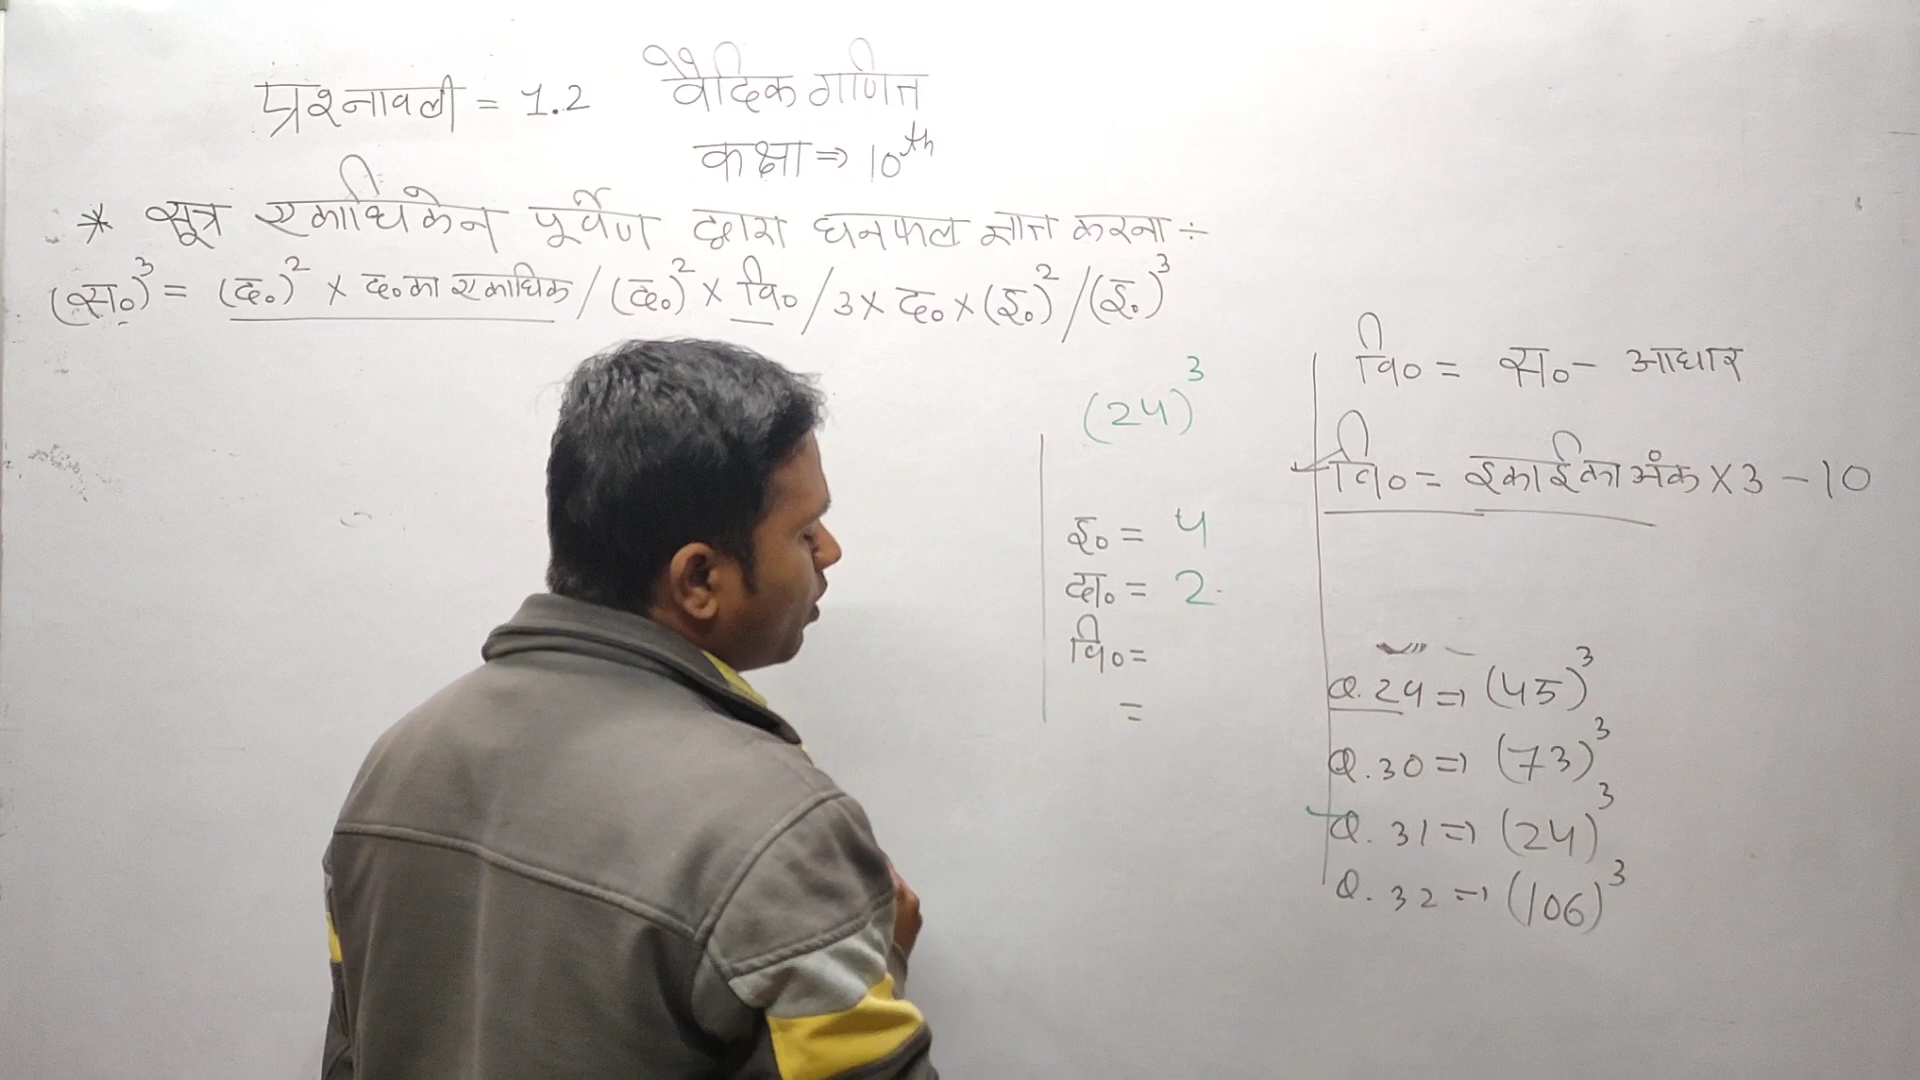 प्रश्नावली = 1.2 वैदिक गणित
कक्षा ⇒ 10th
* सूत्र एकाधिकेन पूर्वेण द्वारा घनफल ज्ञात करना ÷
(सं०)³ = (द०)² × द० का एकाधिक / (द०)² × वि० / 3 × द० × (इ०)² / (इ०)³
(24)³
इ० = 4
दा० = 2
वि० =
=
वि० = सं० - आधार
वि० = इकाई का अंक × 3 - 10
Q. 29 ⇒ (45)³
Q. 30 ⇒ (73)³
Q. 31 ⇒ (24)³
Q. 32 ⇒ (106)³